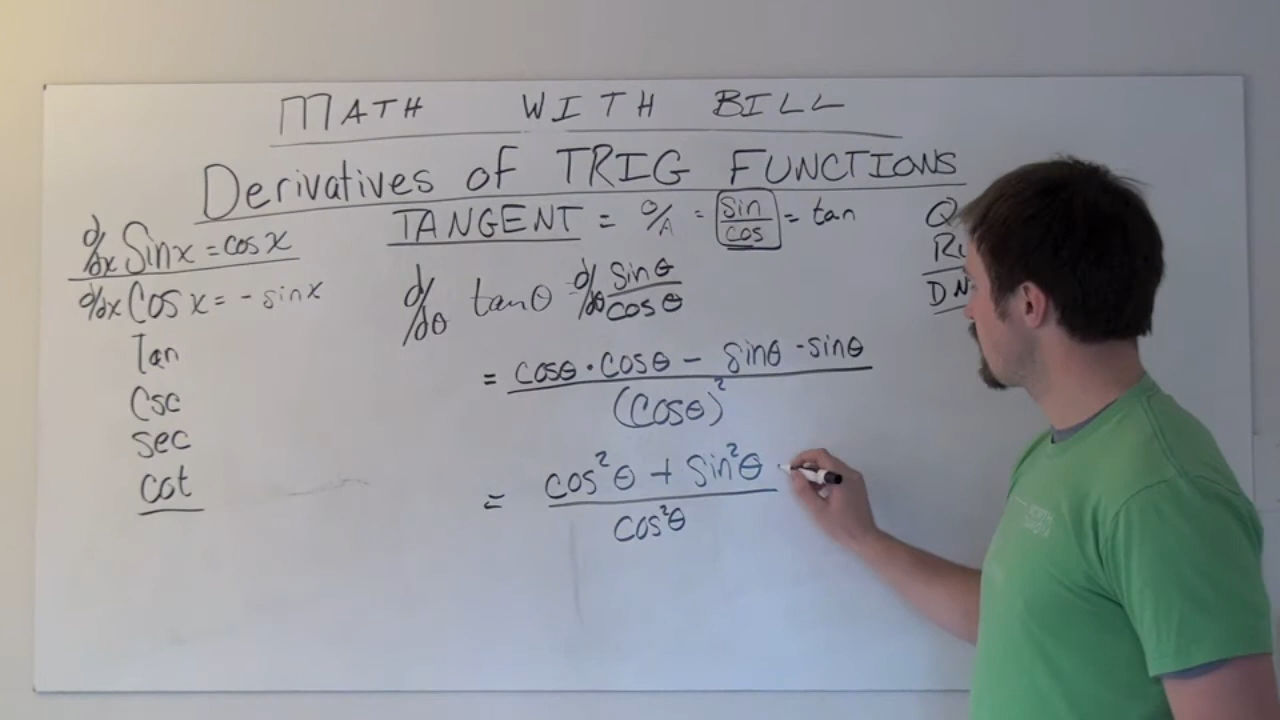 MATH WITH BILL
Derivatives of TRIG FUNCTIONS
d/dx Sin x = cos x
d/dx Cos x = - sin x
Tan
Csc
sec
cot
TANGENT = O/A = sin/cos = tan
d/dθ tanθ = d/dθ sinθ/cosθ
= cosθ · cosθ − sinθ · sinθ
(cosθ)²
= cos²θ + sin²θ
cos²θ